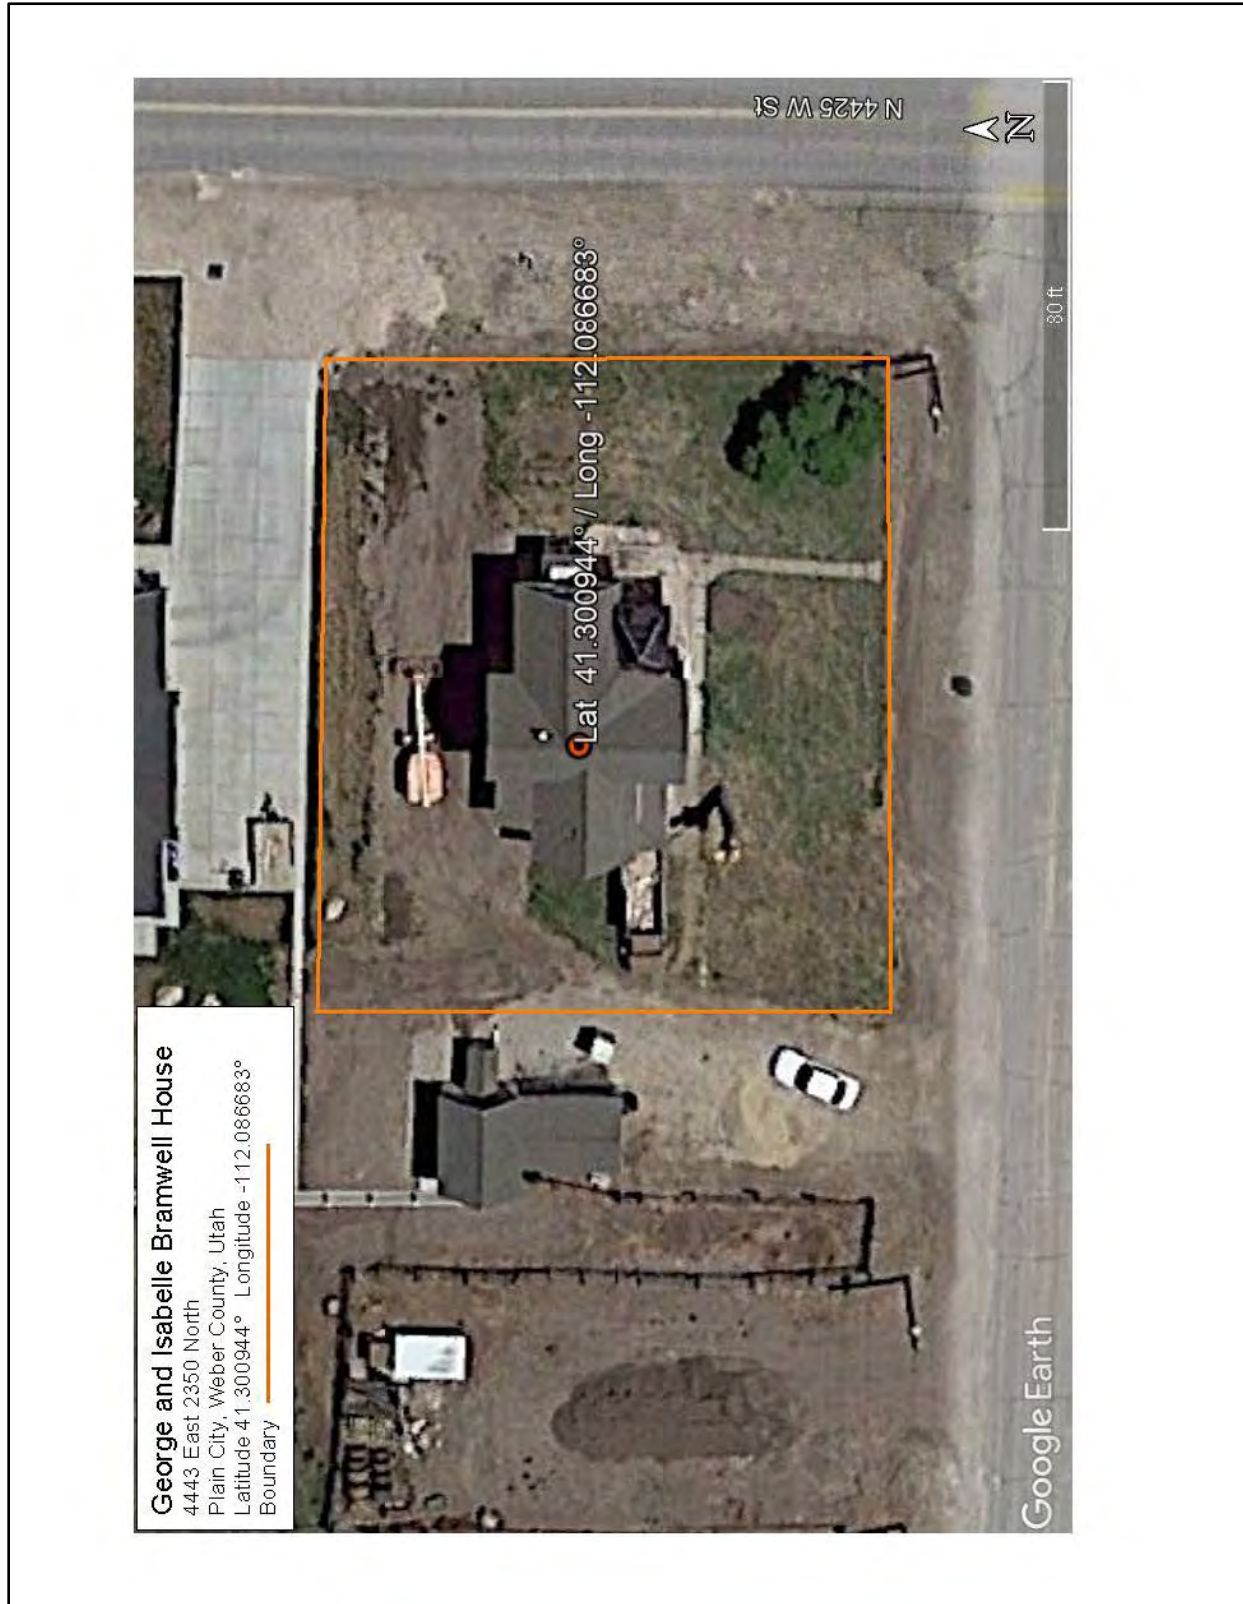 George and Isabelle Bramwell House
4443 East 2350 North
Plain City, Weber County, Utah
Latitude 41.300944° Longitude -112.086683°
Boundary
N 4425 W St
N
Lat 41.300944° / Long -112.086683°
Google Earth
80 ft